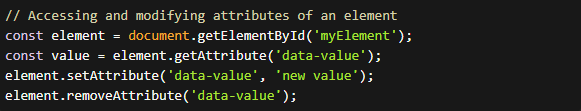 // Accessing and modifying attributes of an element
const element = document.getElementById('myElement');
const value = element.getAttribute('data-value');
element.setAttribute('data-value', 'new value');
element.removeAttribute('data-value');